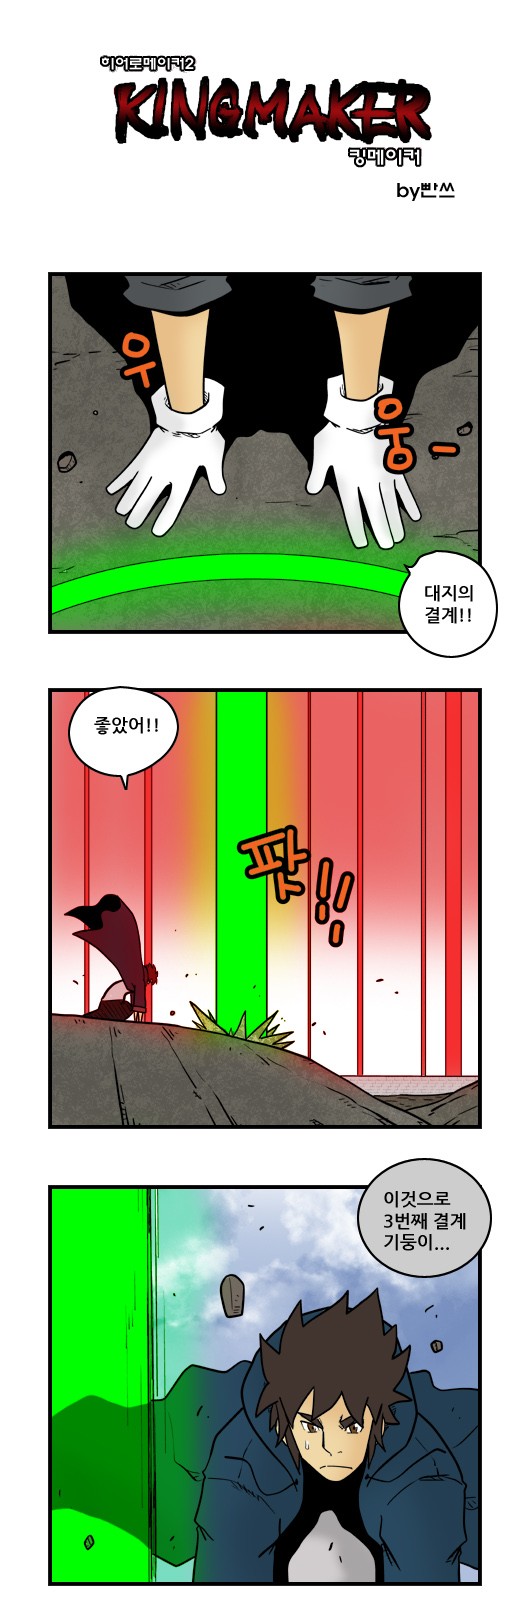 히어로메이커2
KINGMAKER
킹메이커
by빤쓰
우
웅-
대지의
결계!!
좋았어!!
팟!!
이것으로
3번째 결계
기둥이...